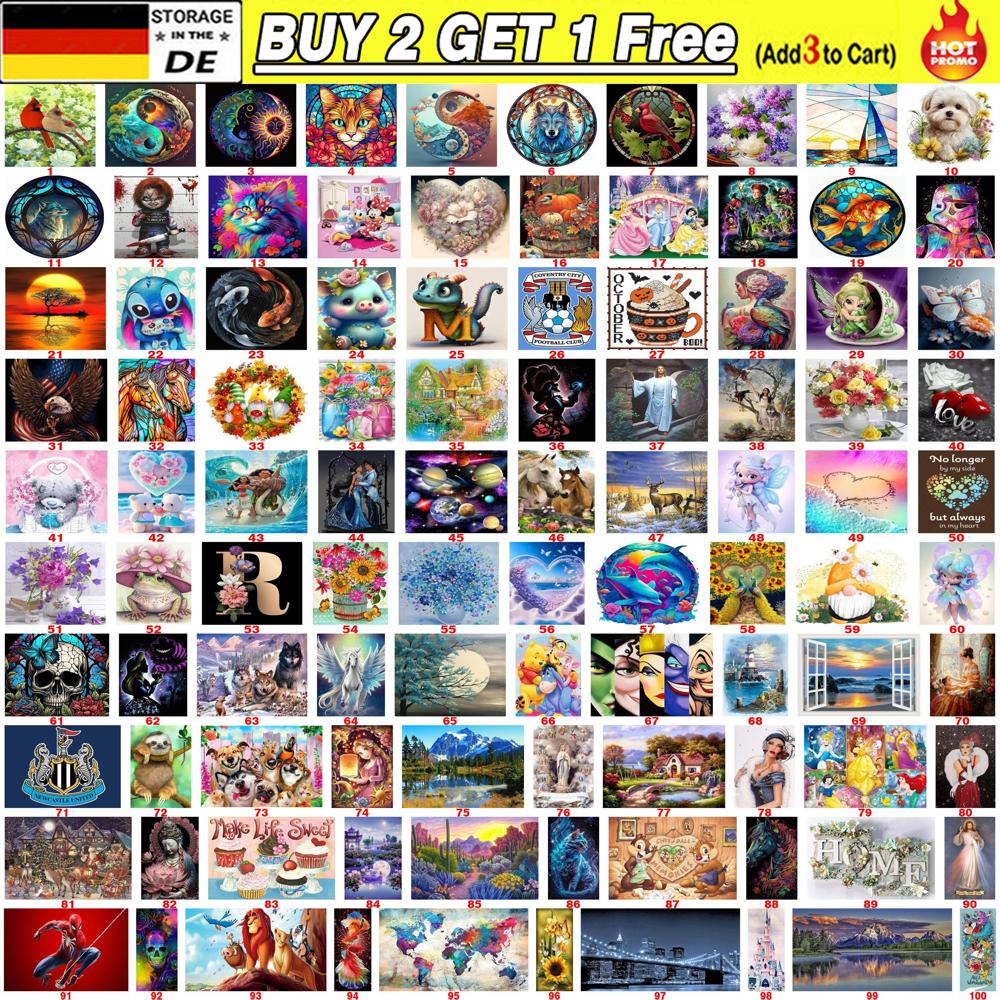 STORAGE
IN THE
DE
BUY 2 GET 1 Free
(Add 3 to Cart)
HOT
PROMO
1 2 3 4 5 6 7 8 9 10
11 12 13 14 15 16 17 18 19 20
COVENTRY CITY
FOOTBALL CLUB
OCTOBER
BOO!
M
21 22 23 24 25 26 27 28 29 30
love
31 32 33 34 35 36 37 38 39 40
No longer
by my side
but always
in my heart
41 42 43 44 45 46 47 48 49 50
R
51 52 53 54 55 56 57 58 59 60
61 62 63 64 65 66 67 68 69 70
NEWCASTLE UNITED
71 72 73 74 75 76 77 78 79 80
Make Life Sweet
HOME
81 82 83 84 85 86 87 88 89 90
91 92 93 94 95 96 97 98 99 100